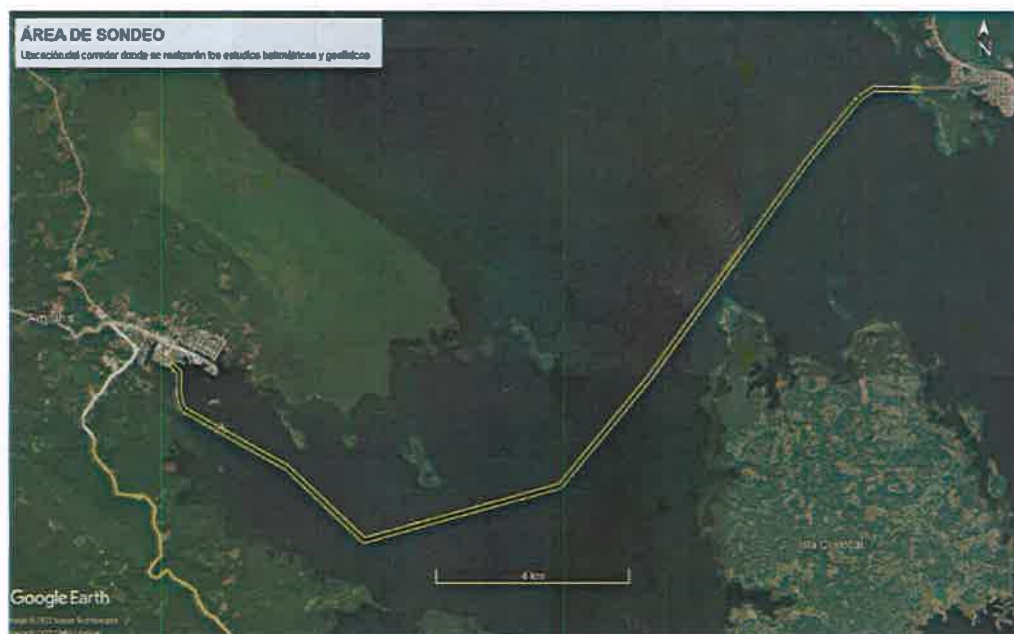 ÁREA DE SONDEO
Ubicación del corredor donde se realizarán los estudios batimétricos y geofísicos
N
Isla Cristóbal
4 km
Google Earth